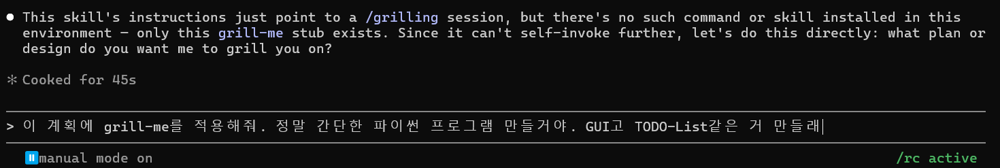 ● This skill's instructions just point to a /grilling session, but there's no such command or skill installed in this
environment — only this grill-me stub exists. Since it can't self-invoke further, let's do this directly: what plan or
design do you want me to grill you on?
✻ Cooked for 45s
> 이 계획에 grill-me를 적용해줘. 정말 간단한 파이썬 프로그램 만들거야. GUI고 TODO-List같은 거 만들래
⏸manual mode on
/rc active